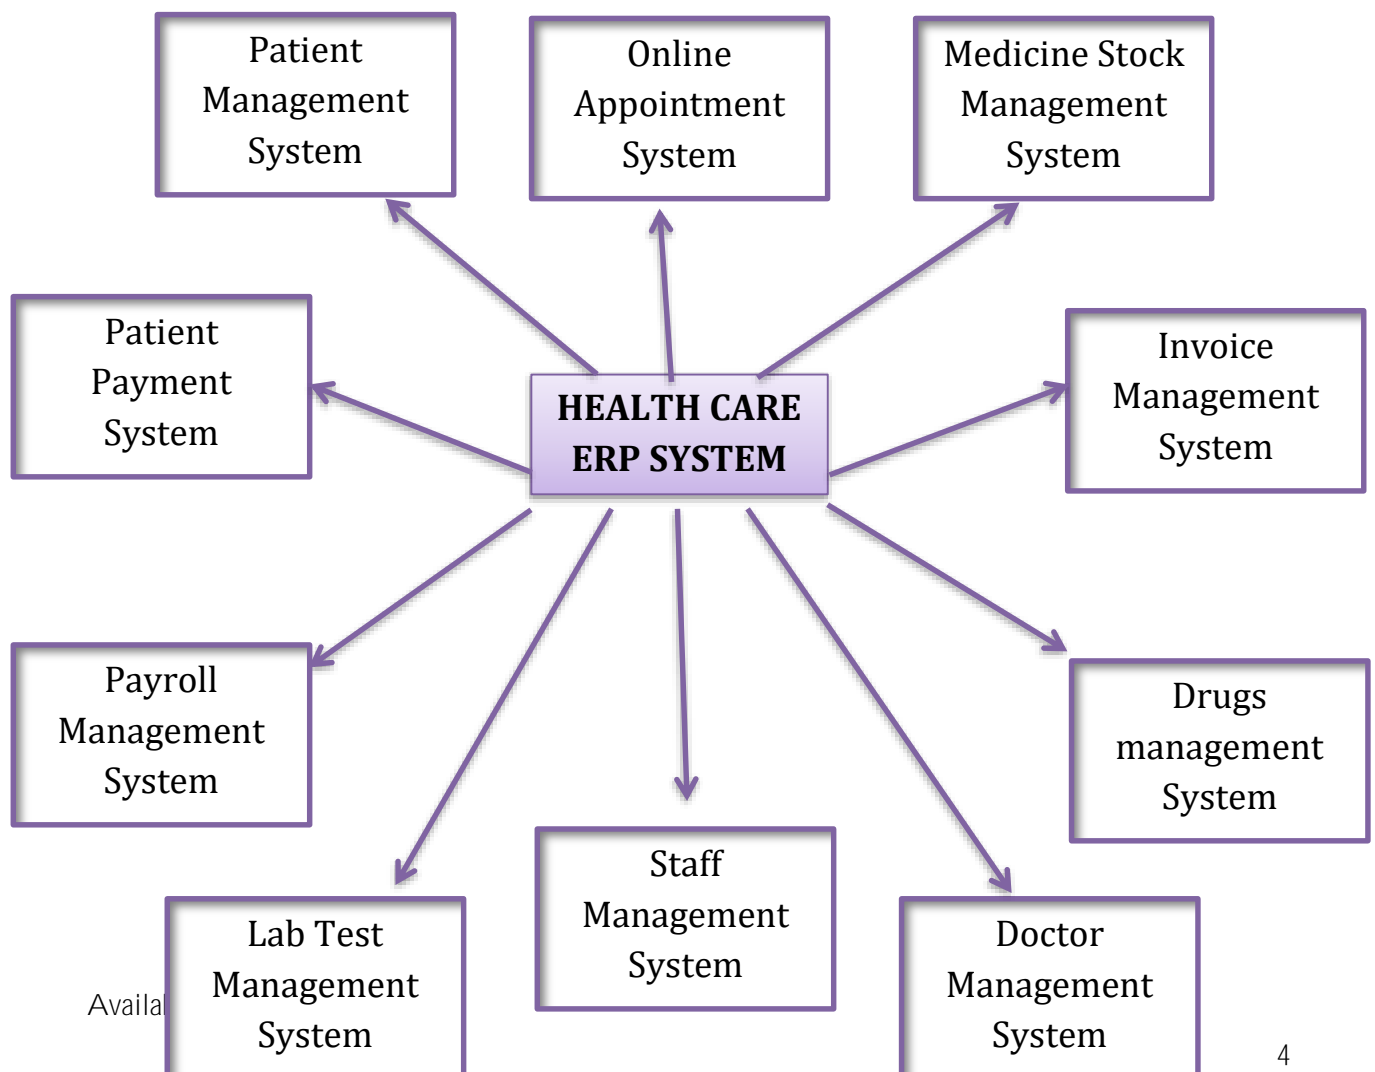 Patient
Management
System
Online
Appointment
System
Medicine Stock
Management
System
Patient
Payment
System
HEALTH CARE
ERP SYSTEM
Invoice
Management
System
Payroll
Management
System
Drugs
management
System
Lab Test
Management
System
Staff
Management
System
Doctor
Management
System
4